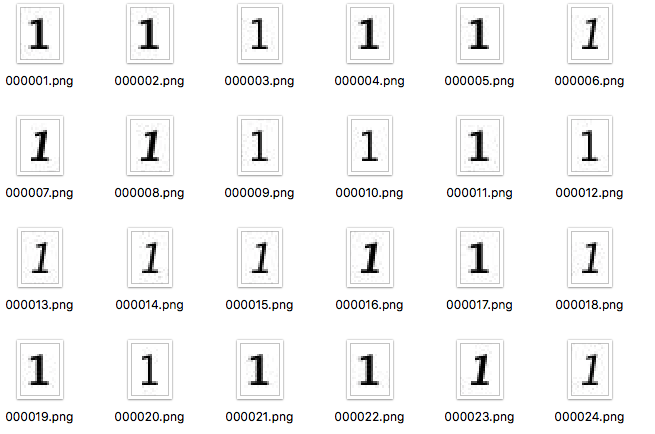 1 1 1 1 1 1
000001.png 000002.png 000003.png 000004.png 000005.png 000006.png
1 1 1 1 1 1
000007.png 000008.png 000009.png 000010.png 000011.png 000012.png
1 1 1 1 1 1
000013.png 000014.png 000015.png 000016.png 000017.png 000018.png
1 1 1 1 1 1
000019.png 000020.png 000021.png 000022.png 000023.png 000024.png